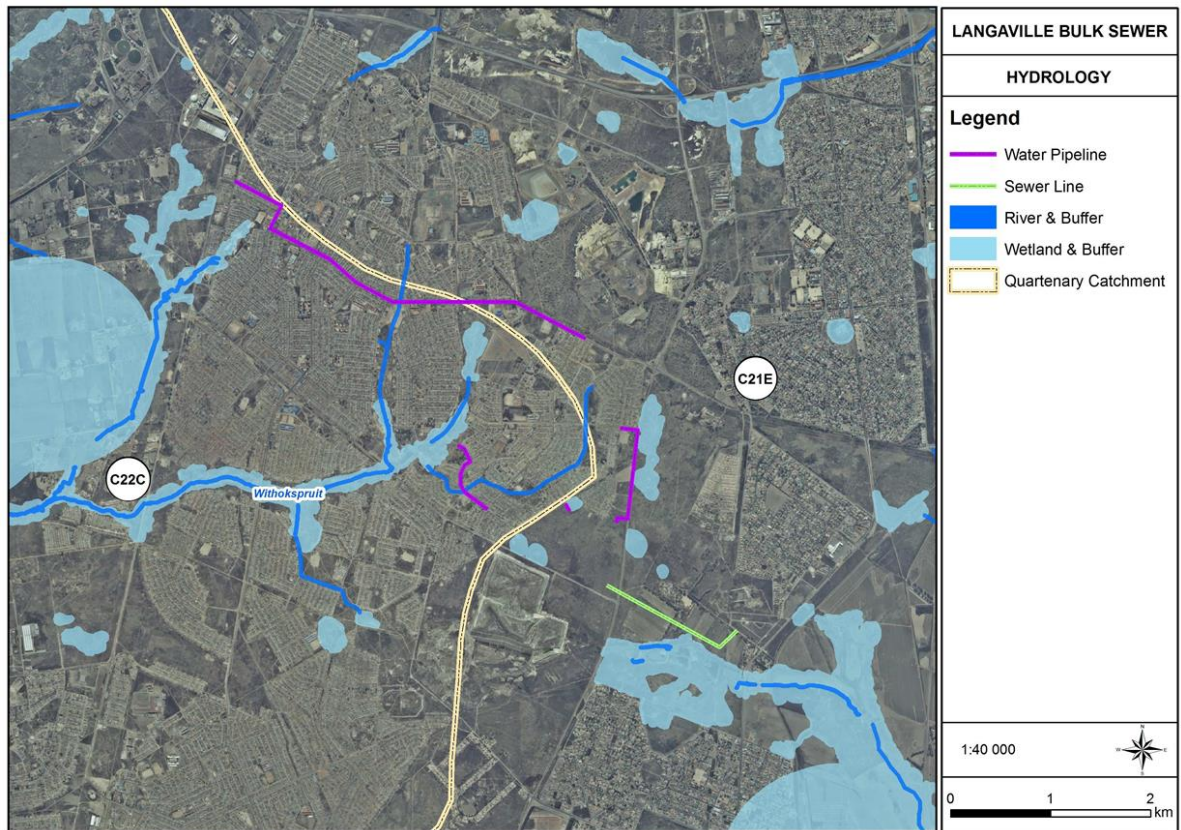 LANGAVILLE BULK SEWER
HYDROLOGY
Legend
Water Pipeline
Sewer Line
River & Buffer
Wetland & Buffer
Quartenary Catchment
C21E
C22C
Withokspruit
1:40 000
N
W
E
S
0 1 2
km